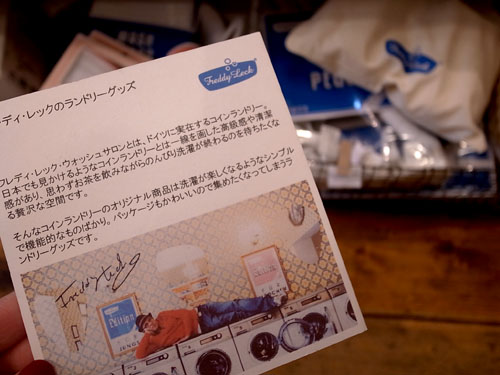 レディ・レックのランドリーグッズ
Freddy Leck
フレディ・レック・ウォッシュサロンとは、ドイツに実在するコインランドリー。
日本でも見かけるようなコインランドリーとは一線を画した高級感や清潔
感があり、思わずお茶を飲みながらのんびり洗濯が終わるのを待ちたくな
る贅沢な空間です。
そんなコインランドリーのオリジナル商品は洗濯が楽しくなるようなシンプル
で機能的なものばかり。パッケージもかわいいので集めたくなってしまうラ
ンドリーグッズです。
Freddy Leck